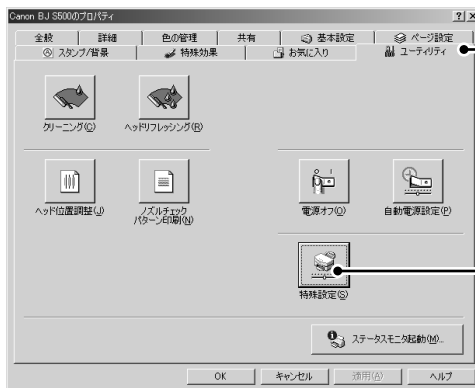 Canon BJ S500のプロパティ
全般 詳細 色の管理 共有 基本設定 ページ設定
スタンプ/背景 特殊効果 お気に入り ユーティリティ
クリーニング(C) ヘッドリフレッシング(R)
ヘッド位置調整(J) ノズルチェック
パターン印刷(N) 電源オフ(O) 自動電源設定(P)
特殊設定(S)
ステータスモニタ起動(M)...
OK キャンセル 適用(A) ヘルプ